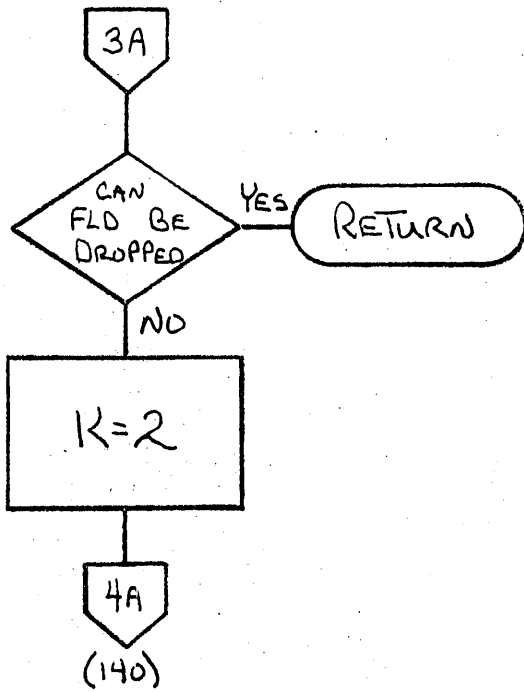 3A
CAN
FLD BE
DROPPED
YES
RETURN
NO
K=2
4A
(140)